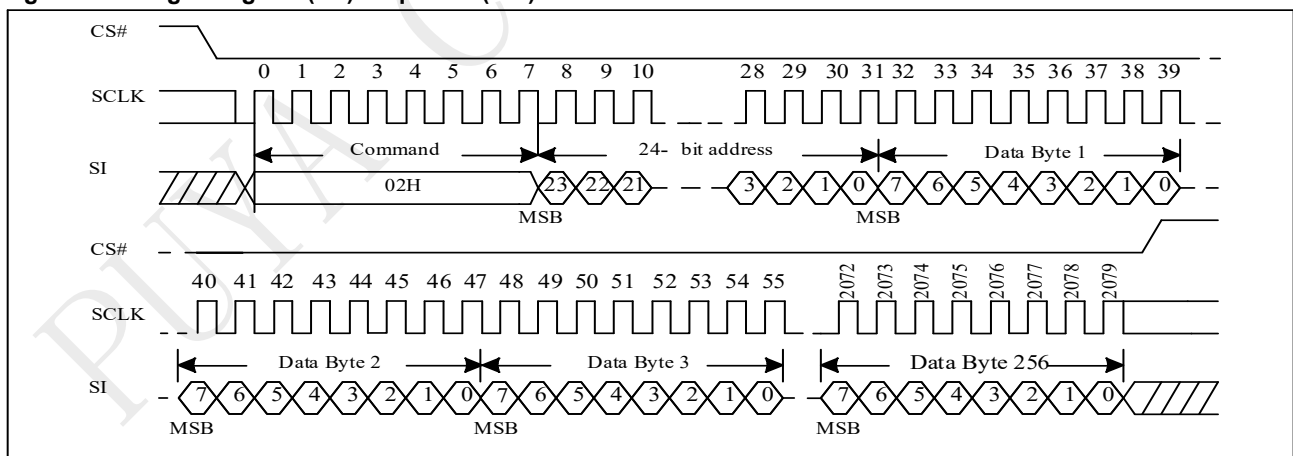 CS#
0 1 2 3 4 5 6 7 8 9 10 28 29 30 31 32 33 34 35 36 37 38 39
SCLK
Command 24- bit address Data Byte 1
SI
02H 23 22 21 3 2 1 0 7 6 5 4 3 2 1 0
MSB MSB
CS#
40 41 42 43 44 45 46 47 48 49 50 51 52 53 54 55 2072 2073 2074 2075 2076 2077 2078 2079
SCLK
Data Byte 2 Data Byte 3 Data Byte 256
SI
7 6 5 4 3 2 1 0 7 6 5 4 3 2 1 0 7 6 5 4 3 2 1 0
MSB MSB MSB
PUYA C